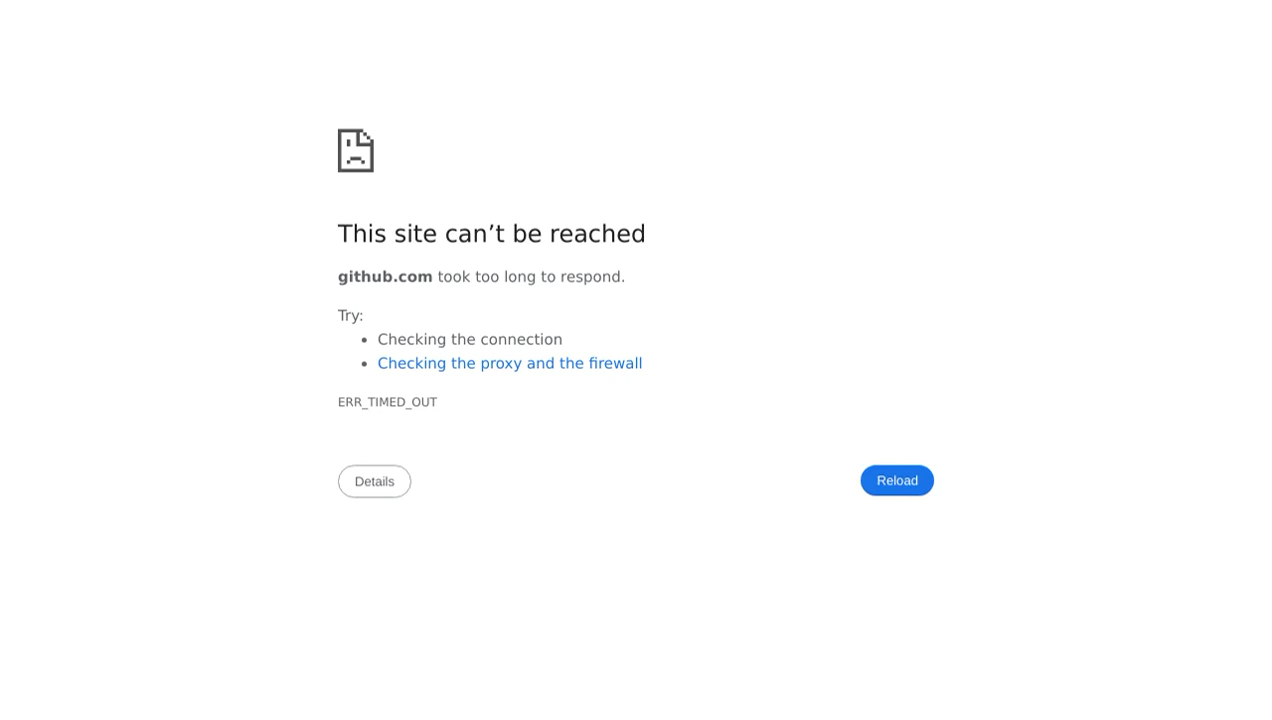 This site can’t be reached
github.com took too long to respond.
Try:
• Checking the connection
• Checking the proxy and the firewall
ERR_TIMED_OUT
Details
Reload